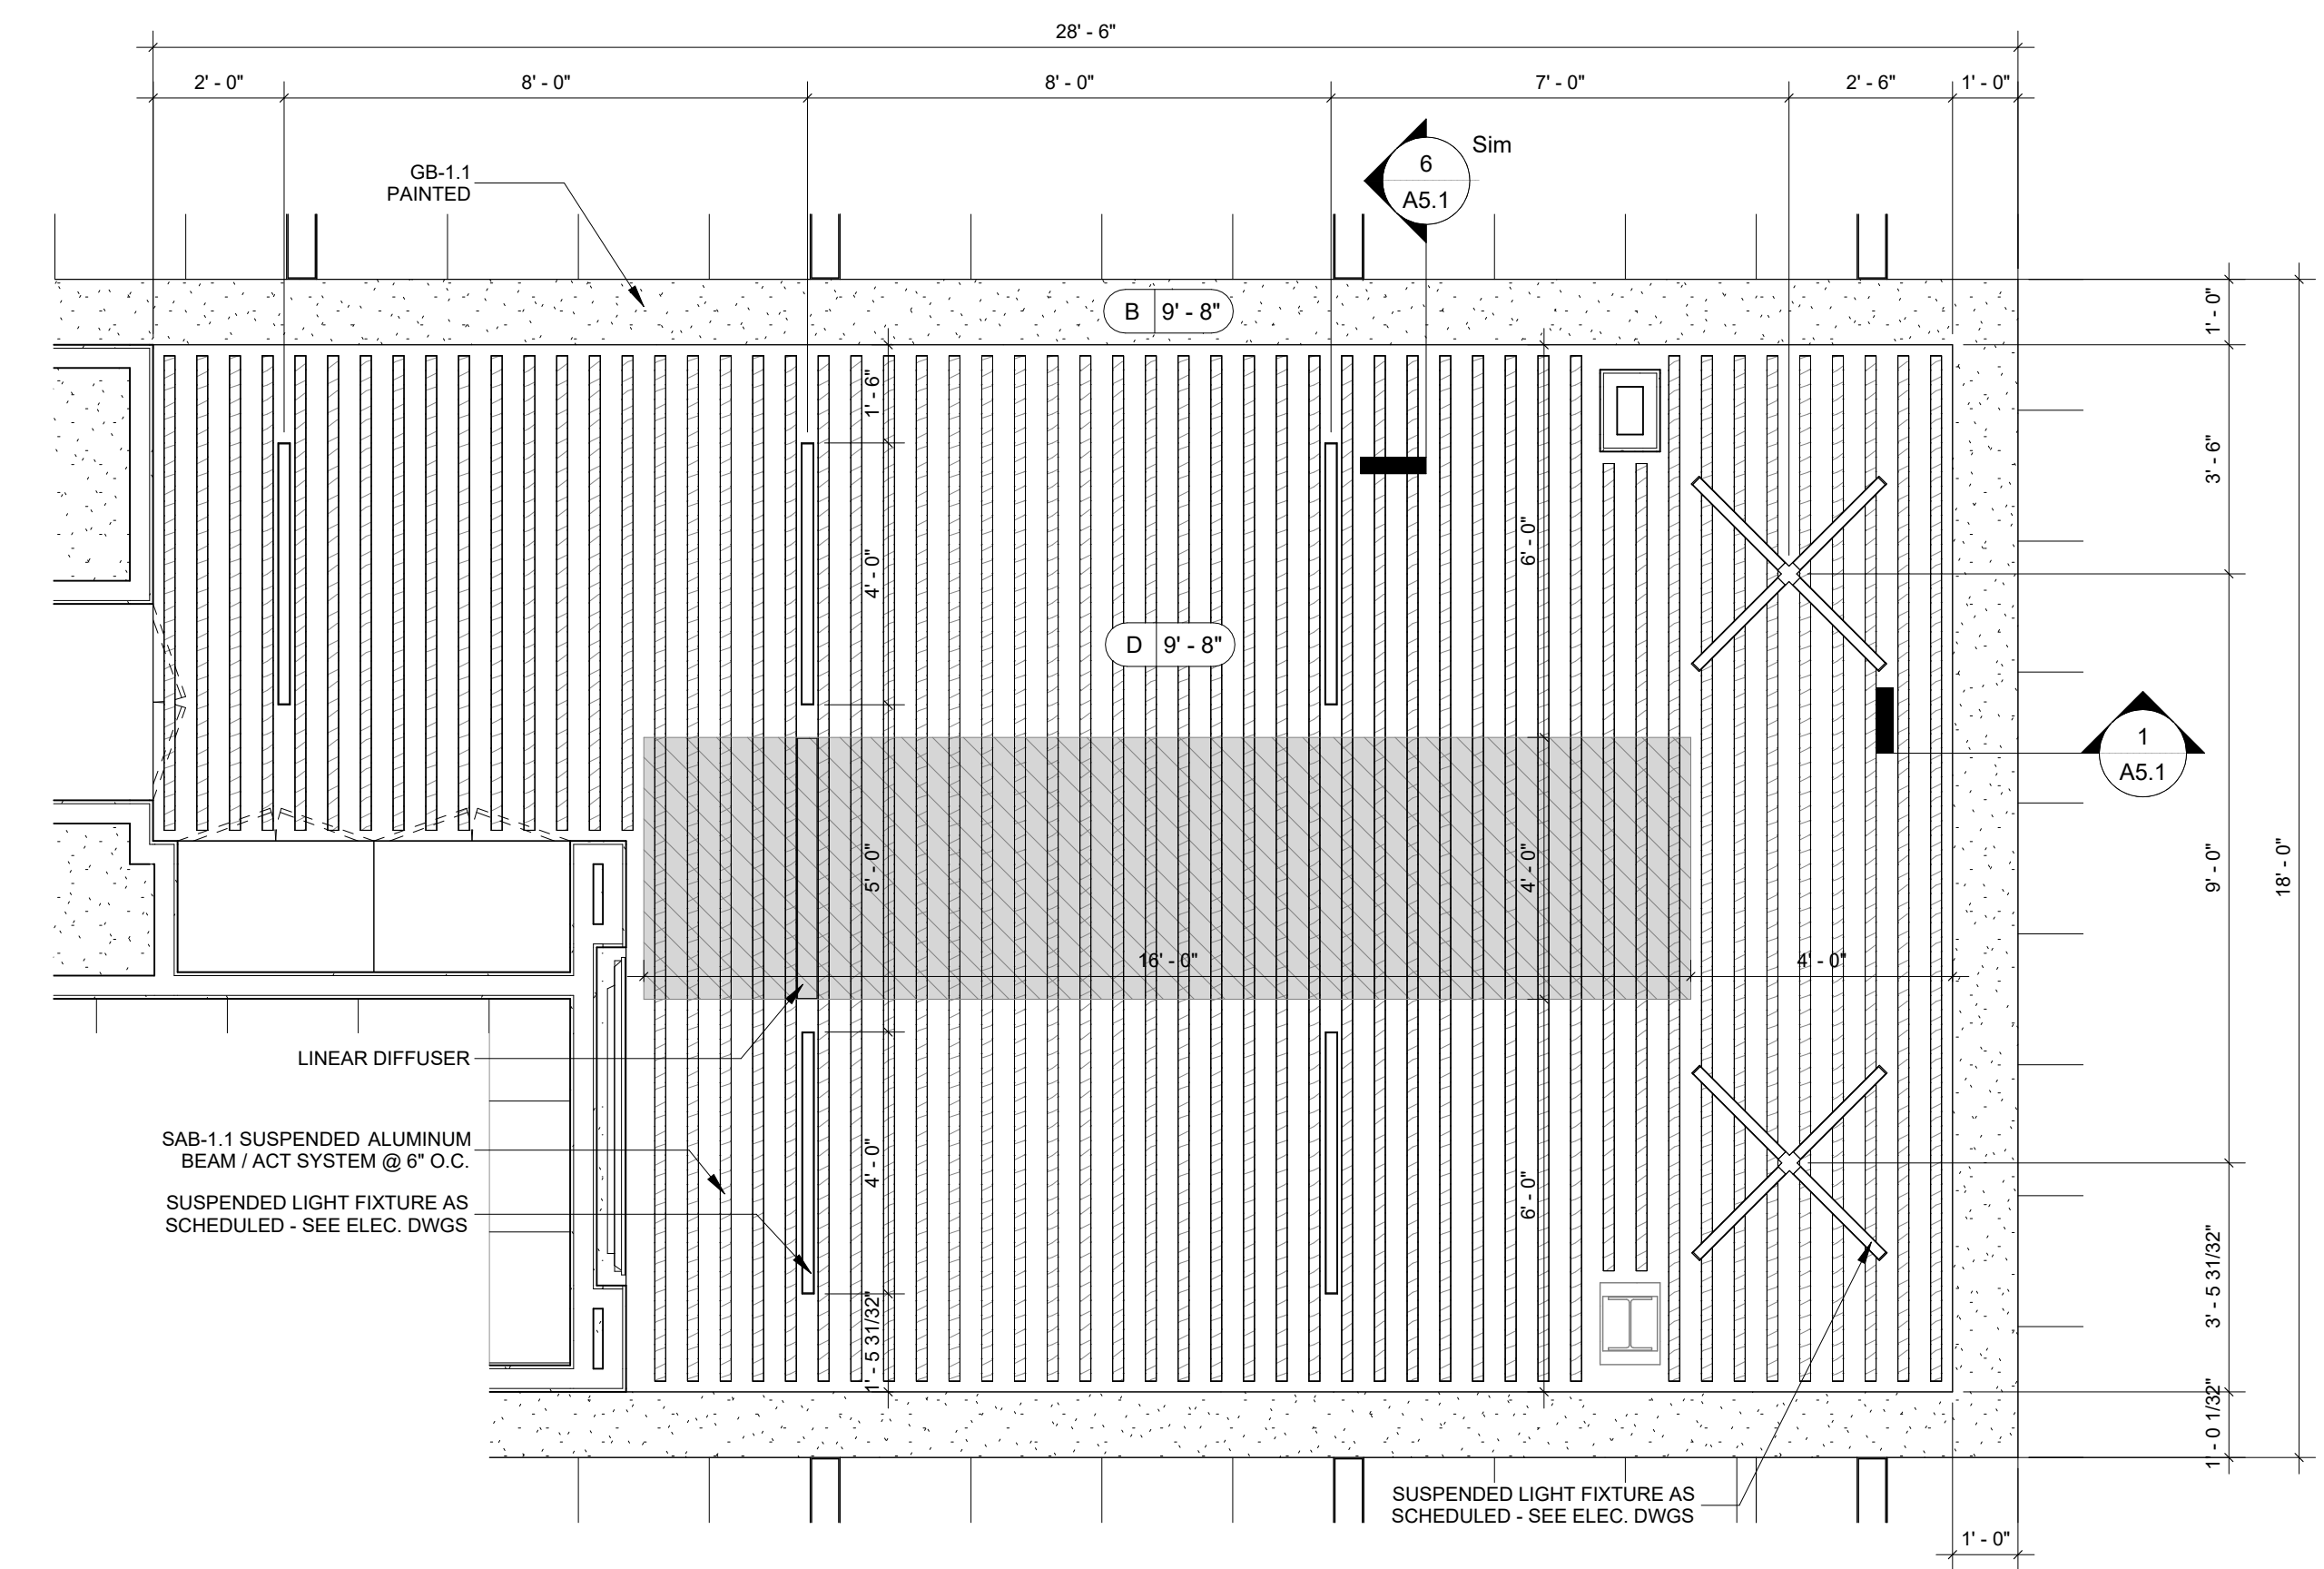 28' - 6"
2' - 0"
8' - 0"
8' - 0"
7' - 0"
2' - 6"
1' - 0"
6
A5.1
Sim
GB-1.1
PAINTED
B 9' - 8"
1' - 0"
1' - 6"
3' - 6"
4' - 0"
6' - 0"
D 9' - 8"
1
A5.1
5' - 0"
4' - 0"
9' - 0"
18' - 0"
16' - 0"
4' - 0"
LINEAR DIFFUSER
SAB-1.1 SUSPENDED ALUMINUM
BEAM / ACT SYSTEM @ 6" O.C.
SUSPENDED LIGHT FIXTURE AS
SCHEDULED - SEE ELEC. DWGS
4' - 0"
6' - 0"
3' - 5 31/32"
1' - 5 31/32"
1' - 0 1/32"
SUSPENDED LIGHT FIXTURE AS
SCHEDULED - SEE ELEC. DWGS
1' - 0"